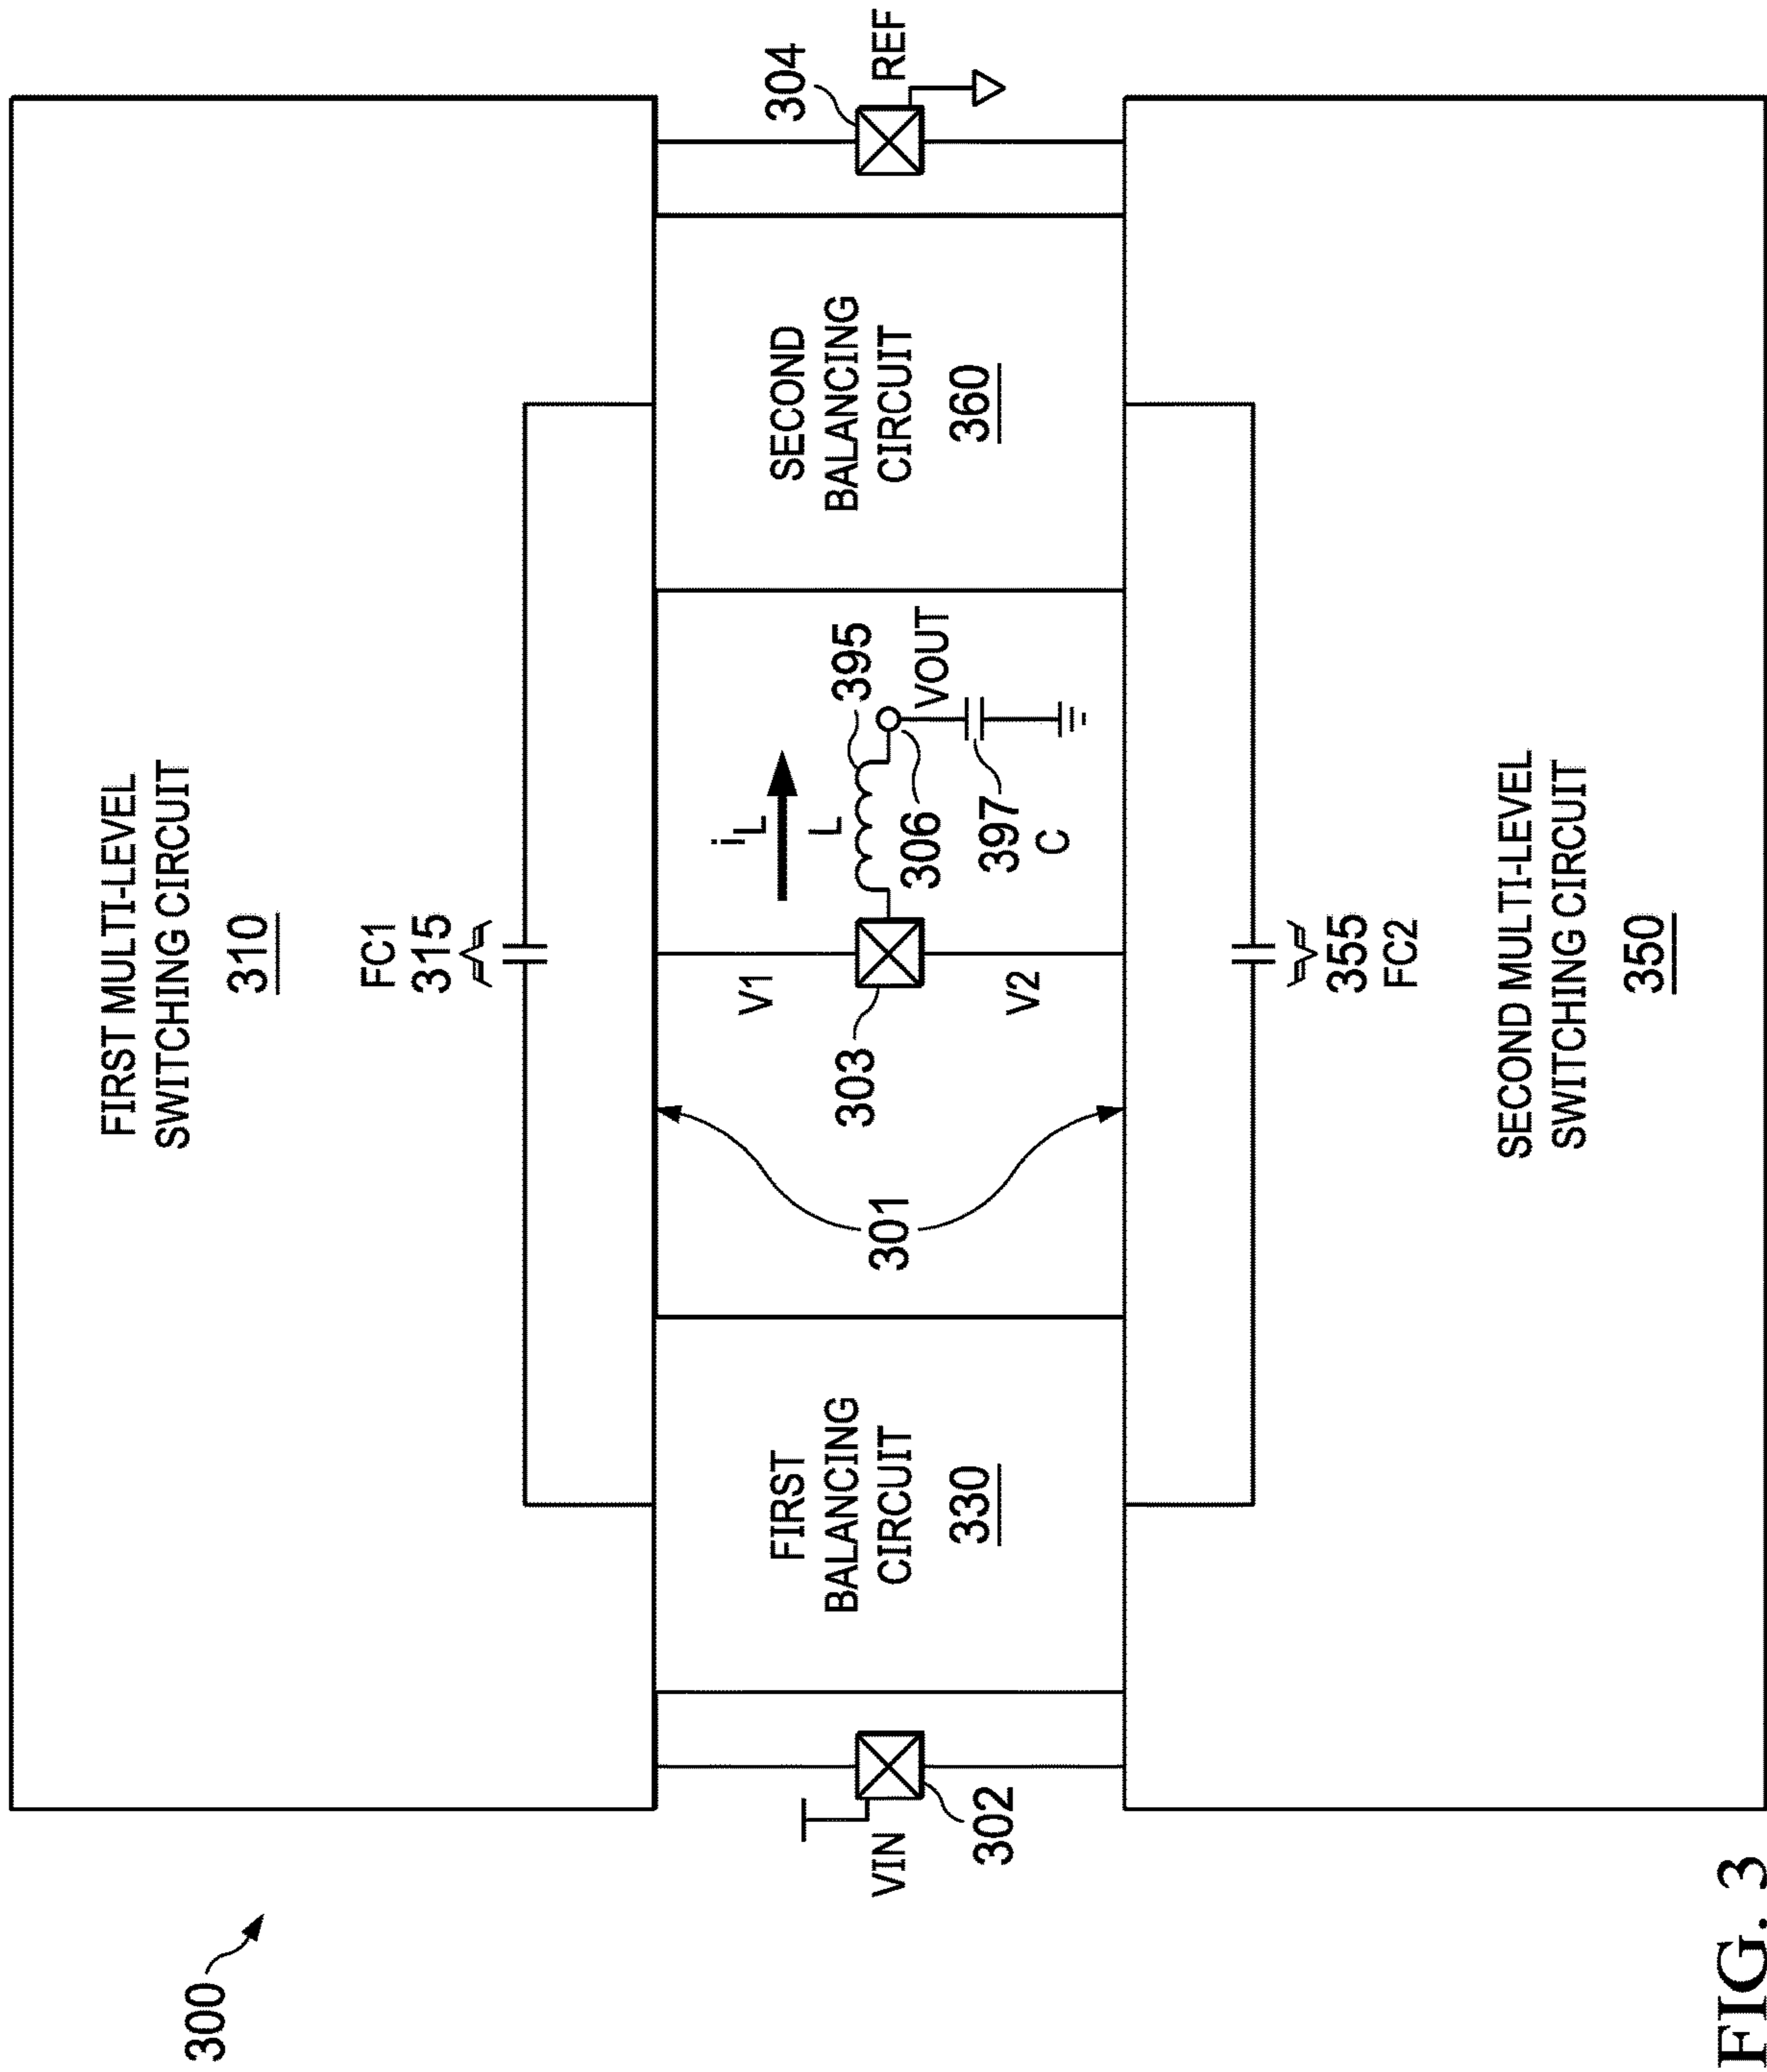 300
FIRST MULTI-LEVEL
SWITCHING CIRCUIT
310
FC1
315
VIN
302
FIRST
BALANCING
CIRCUIT
330
301
V1
303
V2
iL
L
395
306
VOUT
397
C
SECOND
BALANCING
CIRCUIT
360
304
REF
355
FC2
SECOND MULTI-LEVEL
SWITCHING CIRCUIT
350
FIG. 3